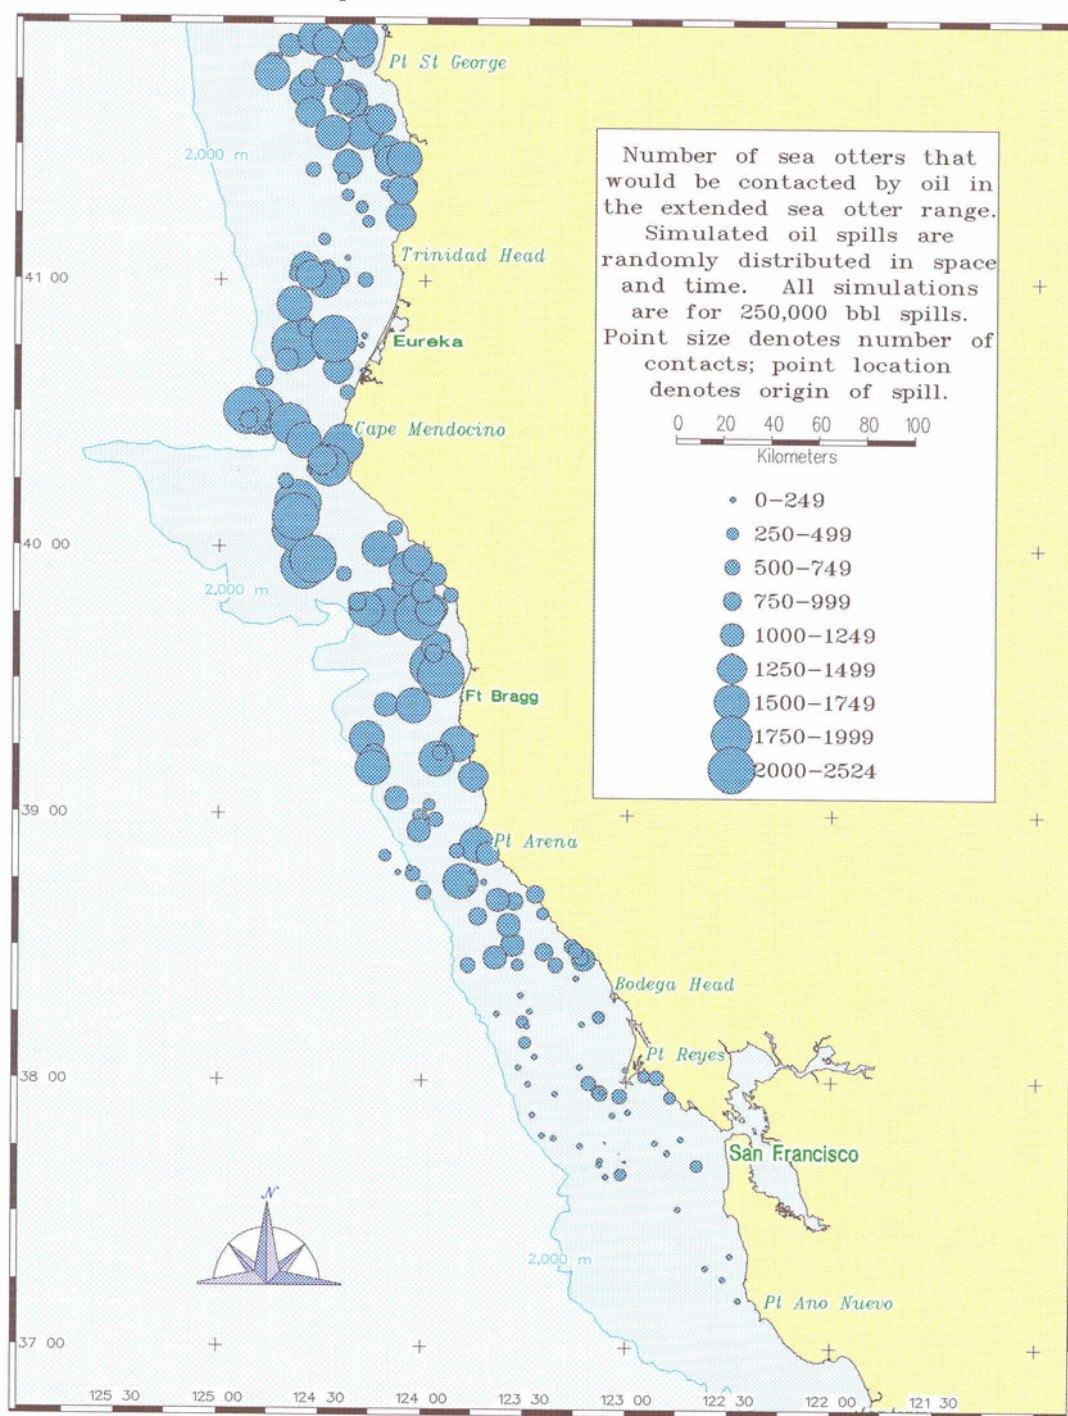 Pt St George
2,000 m
Number of sea otters that
would be contacted by oil in
the extended sea otter range.
Simulated oil spills are
randomly distributed in space
and time. All simulations
are for 250,000 bbl spills.
Point size denotes number of
contacts; point location
denotes origin of spill.
0 20 40 60 80 100
Kilometers
0-249
250-499
500-749
750-999
1000-1249
1250-1499
1500-1749
1750-1999
2000-2524
Trinidad Head
41 00
Eureka
Cape Mendocino
40 00
2,000 m
Ft Bragg
39 00
Pt Arena
Bodega Head
Pt Reyes
38 00
San Francisco
N
2,000 m
Pt Ano Nuevo
37 00
125 30 125 00 124 30 124 00 123 30 123 00 122 30 122 00 121 30